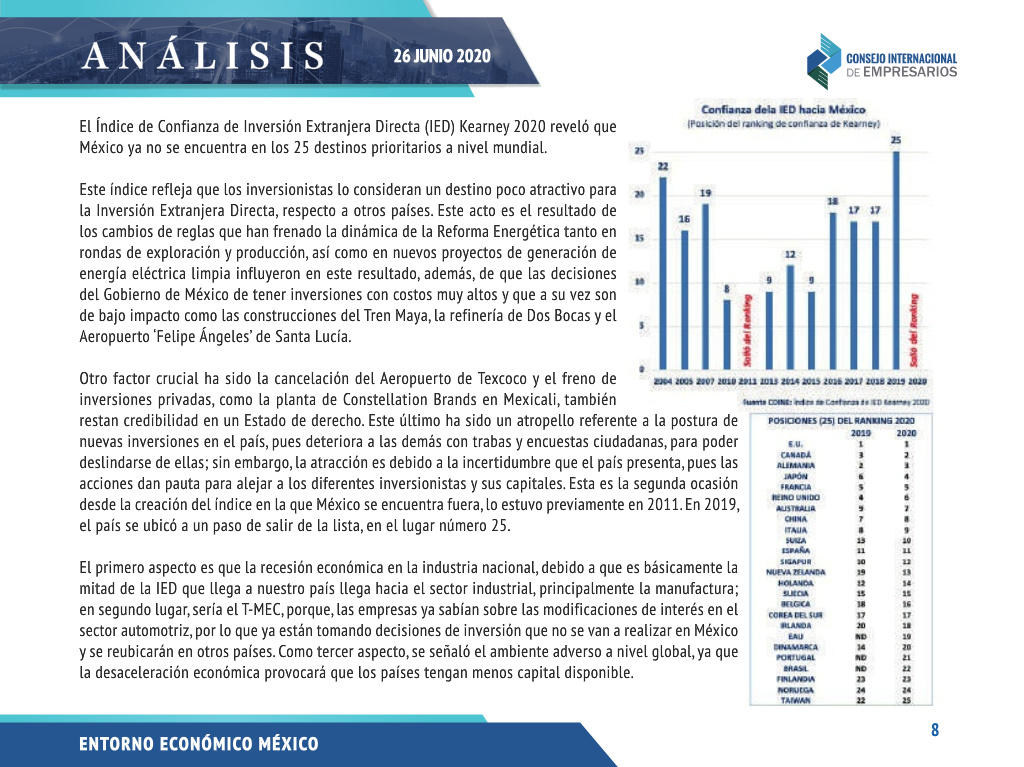 ANÁLISIS
26 JUNIO 2020
CONSEJO INTERNACIONAL
DE EMPRESARIOS
El Índice de Confianza de Inversión Extranjera Directa (IED) Kearney 2020 reveló que
México ya no se encuentra en los 25 destinos prioritarios a nivel mundial.
Este índice refleja que los inversionistas lo consideran un destino poco atractivo para
la Inversión Extranjera Directa, respecto a otros países. Este acto es el resultado de
los cambios de reglas que han frenado la dinámica de la Reforma Energética tanto en
rondas de exploración y producción, así como en nuevos proyectos de generación de
energía eléctrica limpia influyeron en este resultado, además, de que las decisiones
del Gobierno de México de tener inversiones con costos muy altos y que a su vez son
de bajo impacto como las construcciones del Tren Maya, la refinería de Dos Bocas y el
Aeropuerto ‘Felipe Ángeles’ de Santa Lucía.
Otro factor crucial ha sido la cancelación del Aeropuerto de Texcoco y el freno de
inversiones privadas, como la planta de Constellation Brands en Mexicali, también
restan credibilidad en un Estado de derecho. Este último ha sido un atropello referente a la postura de
nuevas inversiones en el país, pues deteriora a las demás con trabas y encuestas ciudadanas, para poder
deslindarse de ellas; sin embargo, la atracción es debido a la incertidumbre que el país presenta, pues las
acciones dan pauta para alejar a los diferentes inversionistas y sus capitales. Esta es la segunda ocasión
desde la creación del índice en la que México se encuentra fuera, lo estuvo previamente en 2011. En 2019,
el país se ubicó a un paso de salir de la lista, en el lugar número 25.
El primer aspecto es que la recesión económica en la industria nacional, debido a que es básicamente la
mitad de la IED que llega a nuestro país llega hacia el sector industrial, principalmente la manufactura;
en segundo lugar, sería el T-MEC, porque, las empresas ya sabían sobre las modificaciones de interés en el
sector automotriz, por lo que ya están tomando decisiones de inversión que no se van a realizar en México
y se reubicarán en otros países. Como tercer aspecto, se señaló el ambiente adverso a nivel global, ya que
la desaceleración económica provocará que los países tengan menos capital disponible.
Confianza dela IED hacia México
(Posición del ranking de confianza de Kearney)
25
20
15
10
5
0
22
16
19
8
Salió del Ranking
9
12
9
18
17
17
25
Salió del Ranking
2004 2005 2007 2010 2011 2013 2014 2015 2016 2017 2018 2019 2020
Fuente COINE: Índice de Confianza de IED Kearney 2020
POSICIONES (25) DEL RANKING 2020
2019 2020
E.U. 1 1
CANADÁ 3 2
ALEMANIA 2 3
JAPÓN 6 4
FRANCIA 5 5
REINO UNIDO 4 6
AUSTRALIA 9 7
CHINA 7 8
ITALIA 8 9
SUIZA 13 10
ESPAÑA 11 11
SIGAPUR 10 12
NUEVA ZELANDA 19 13
HOLANDA 12 14
SUECIA 15 15
BELGICA 18 16
COREA DEL SUR 17 17
IRLANDA 20 18
EAU ND 19
DINAMARCA 14 20
PORTUGAL ND 21
BRASIL ND 22
FINLANDIA 23 23
NORUEGA 24 24
TAIWAN 22 25
ENTORNO ECONÓMICO MÉXICO
8